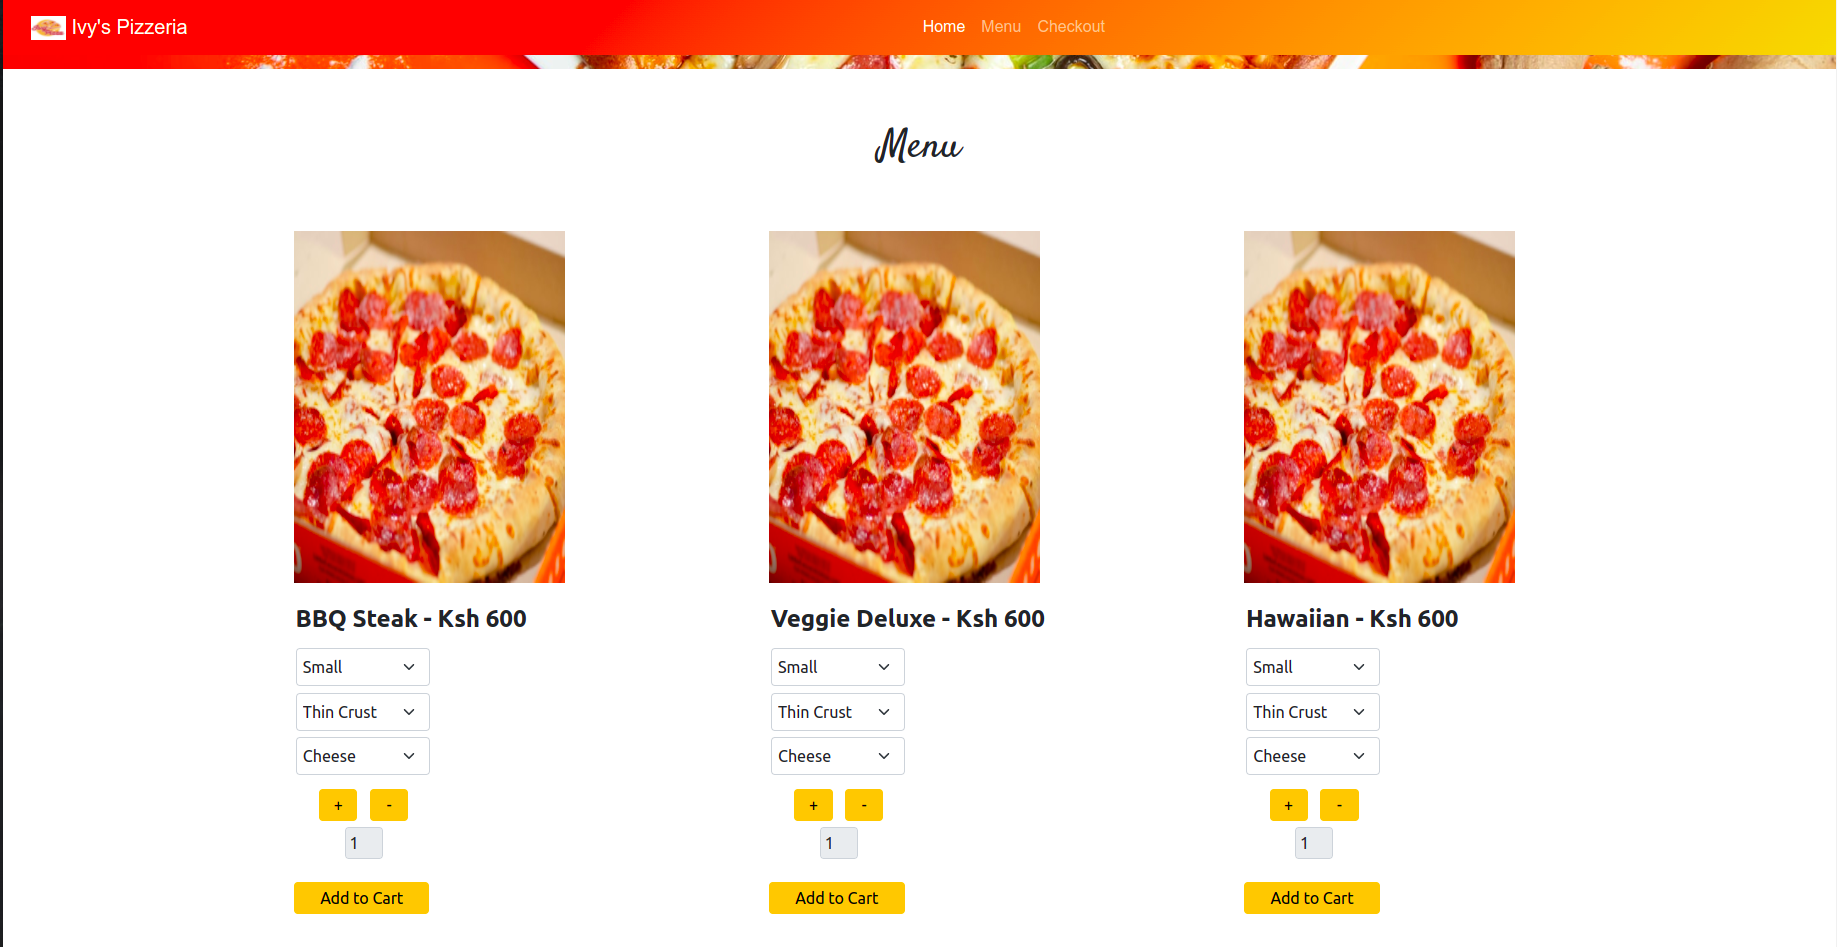 Ivy's Pizzeria
Home Menu Checkout
Menu
BBQ Steak - Ksh 600
Small
Thin Crust
Cheese
+ -
1
Add to Cart
Veggie Deluxe - Ksh 600
Small
Thin Crust
Cheese
+ -
1
Add to Cart
Hawaiian - Ksh 600
Small
Thin Crust
Cheese
+ -
1
Add to Cart